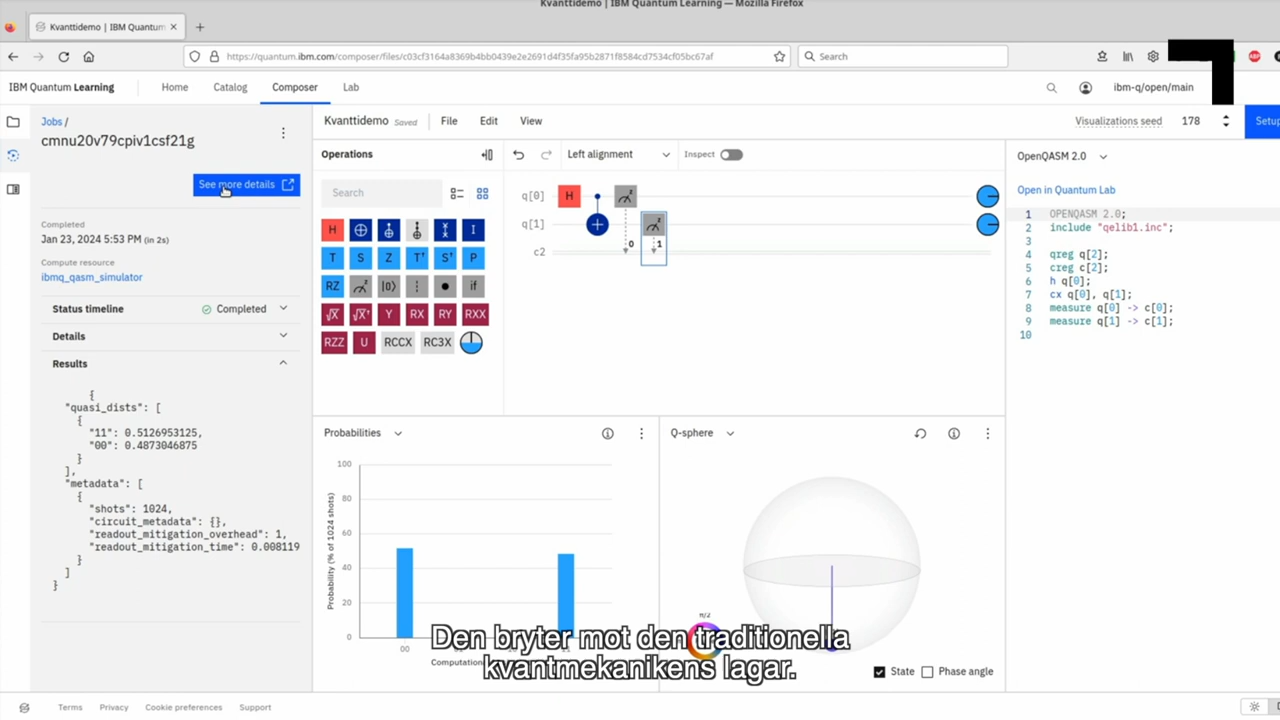 Kvanttidemo | IBM Quantum Learning — Mozilla Firefox
Kvanttidemo | IBM Quantum
https://quantum.ibm.com/composer/files/c03cf3164a8369b4bb0439e2e2691d4f35fa95b2871f8584cd7534cf05bc67af
Search
IBM Quantum Learning
Home
Catalog
Composer
Lab
ibm-q/open/main
Jobs /
cmnu20v79cpiv1csf21g
See more details
Completed
Jan 23, 2024 5:53 PM (in 2s)
Compute resource
ibmq_qasm_simulator
Status timeline
Completed
Details
Results
{
"quasi_dists": [
{
"11": 0.5126953125,
"00": 0.4873046875
}
],
"metadata": [
{
"shots": 1024,
"circuit_metadata": {},
"readout_mitigation_overhead": 1,
"readout_mitigation_time": 0.008119
}
]
}
Kvanttidemo Saved
File
Edit
View
Visualizations seed
178
Setup
Operations
Search
H
I
T S Z T† S† P
RZ |0⟩ if
√X √X† Y RX RY RXX
RZZ U RCCX RC3X
Left alignment
Inspect
q[0] H
q[1]
0 1
c2
OpenQASM 2.0
Open in Quantum Lab
1 OPENQASM 2.0;
2 include "qelib1.inc";
3
4 qreg q[2];
5 creg c[2];
6 h q[0];
7 cx q[0], q[1];
8 measure q[0] -> c[0];
9 measure q[1] -> c[1];
10
Probabilities
Probability (% of 1024 shots)
100
80
60
40
20
0
00
Q-sphere
π/2
State
Phase angle
Den bryter mot den traditionella
kvantmekanikens lagar.
Terms
Privacy
Cookie preferences
Support